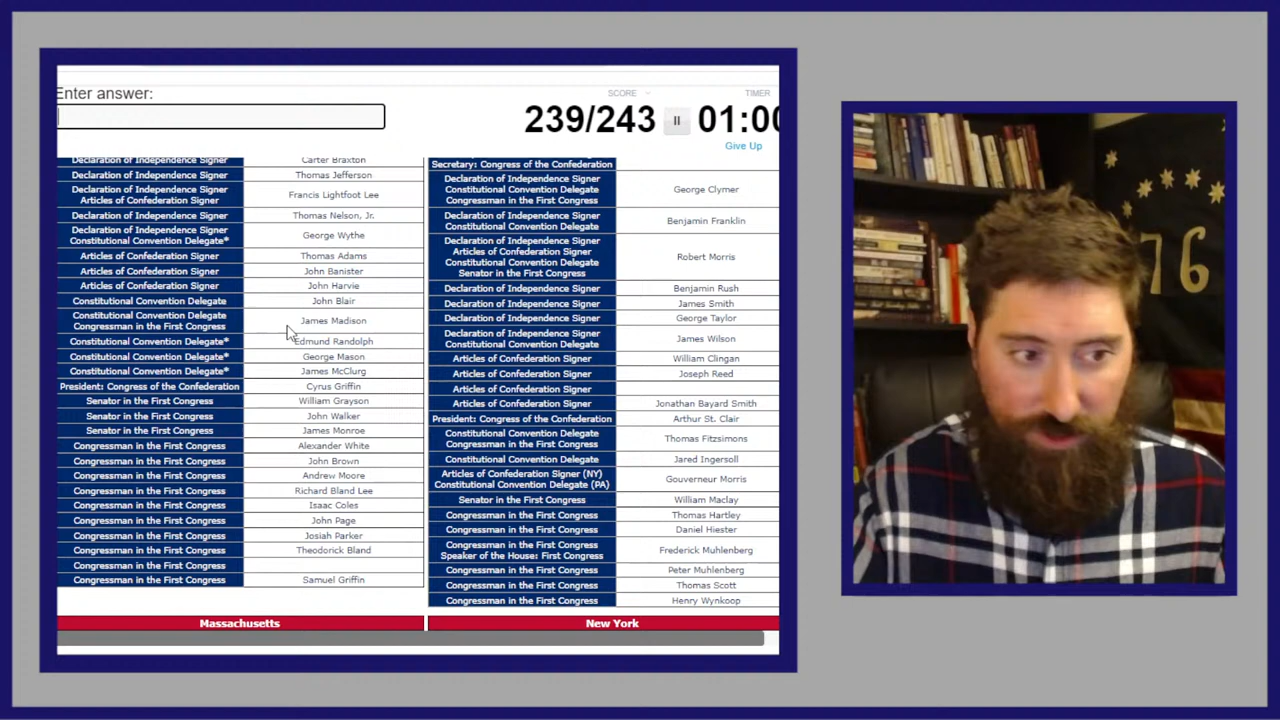 Enter answer:
SCORE
TIMER
239/243
01:00
Give Up
Declaration of Independence Signer Carter Braxton
Declaration of Independence Signer Thomas Jefferson
Declaration of Independence Signer
Articles of Confederation Signer
Francis Lightfoot Lee
Declaration of Independence Signer Thomas Nelson, Jr.
Declaration of Independence Signer
Constitutional Convention Delegate*
George Wythe
Articles of Confederation Signer Thomas Adams
Articles of Confederation Signer John Banister
Articles of Confederation Signer John Harvie
Constitutional Convention Delegate John Blair
Constitutional Convention Delegate
Congressman in the First Congress
James Madison
Constitutional Convention Delegate* Edmund Randolph
Constitutional Convention Delegate* George Mason
Constitutional Convention Delegate* James McClurg
President: Congress of the Confederation Cyrus Griffin
Senator in the First Congress William Grayson
Senator in the First Congress John Walker
Senator in the First Congress James Monroe
Congressman in the First Congress Alexander White
Congressman in the First Congress John Brown
Congressman in the First Congress Andrew Moore
Congressman in the First Congress Richard Bland Lee
Congressman in the First Congress Isaac Coles
Congressman in the First Congress John Page
Congressman in the First Congress Josiah Parker
Congressman in the First Congress Theodorick Bland
Congressman in the First Congress
Congressman in the First Congress Samuel Griffin
Massachusetts
Secretary: Congress of the Confederation
Declaration of Independence Signer
Constitutional Convention Delegate
Congressman in the First Congress
George Clymer
Declaration of Independence Signer
Constitutional Convention Delegate
Benjamin Franklin
Declaration of Independence Signer
Articles of Confederation Signer
Constitutional Convention Delegate
Senator in the First Congress
Robert Morris
Declaration of Independence Signer Benjamin Rush
Declaration of Independence Signer James Smith
Declaration of Independence Signer George Taylor
Declaration of Independence Signer
Constitutional Convention Delegate
James Wilson
Articles of Confederation Signer William Clingan
Articles of Confederation Signer Joseph Reed
Articles of Confederation Signer
Articles of Confederation Signer Jonathan Bayard Smith
President: Congress of the Confederation Arthur St. Clair
Constitutional Convention Delegate
Congressman in the First Congress
Thomas Fitzsimons
Constitutional Convention Delegate Jared Ingersoll
Articles of Confederation Signer (NY)
Constitutional Convention Delegate (PA)
Gouverneur Morris
Senator in the First Congress William Maclay
Congressman in the First Congress Thomas Hartley
Congressman in the First Congress Daniel Hiester
Congressman in the First Congress
Speaker of the House: First Congress
Frederick Muhlenberg
Congressman in the First Congress Peter Muhlenberg
Congressman in the First Congress Thomas Scott
Congressman in the First Congress Henry Wynkoop
New York
76